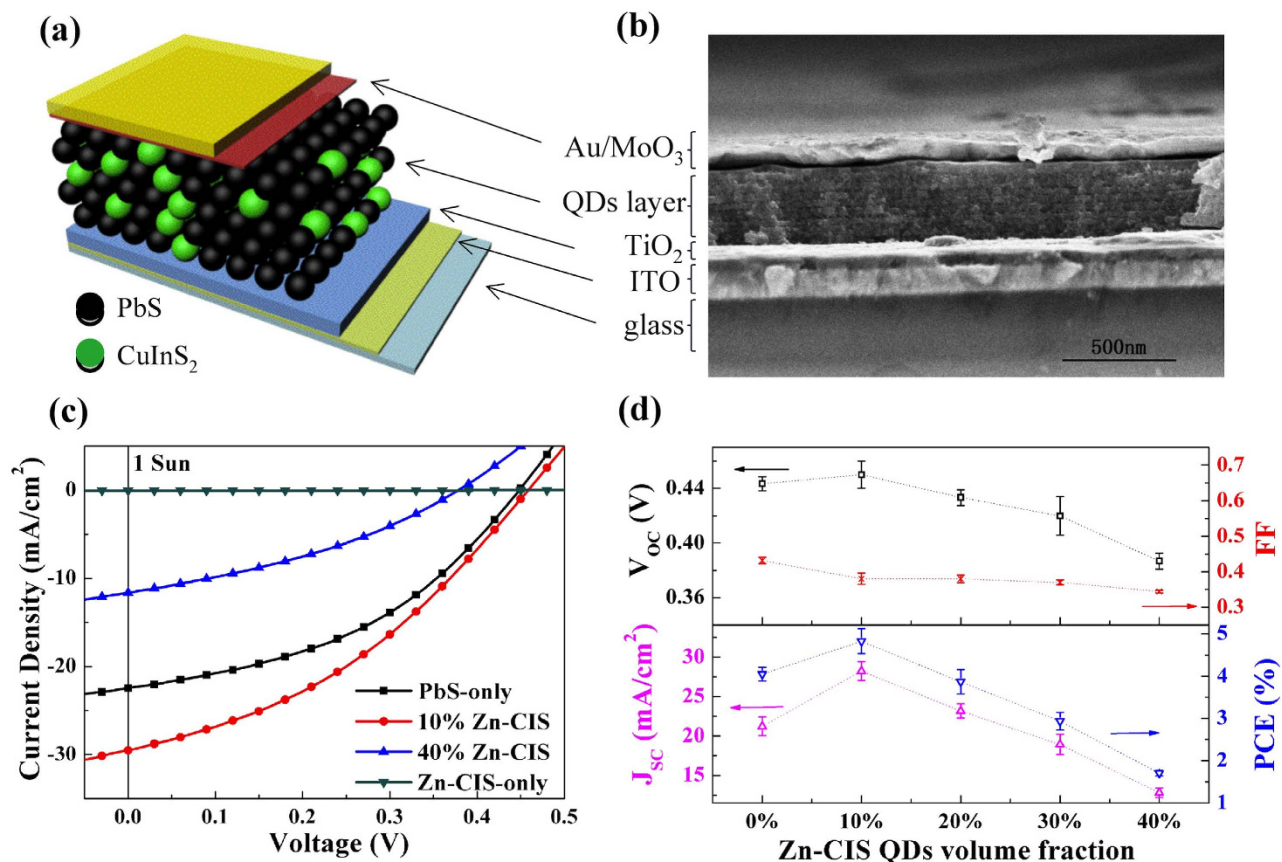 (a)
Au/MoO₃
QDs layer
TiO₂
ITO
glass
PbS
CuInS₂
(b)
500nm
(c)
1 Sun
0
-10
-20
-30
Current Density (mA/cm²)
PbS-only
10% Zn-CIS
40% Zn-CIS
Zn-CIS-only
0.0 0.1 0.2 0.3 0.4 0.5
Voltage (V)
(d)
0.44
0.40
0.36
V_OC (V)
0.7
0.6
0.5
0.4
0.3
FF
30
25
20
15
J_SC (mA/cm²)
5
4
3
2
1
PCE (%)
0% 10% 20% 30% 40%
Zn-CIS QDs volume fraction